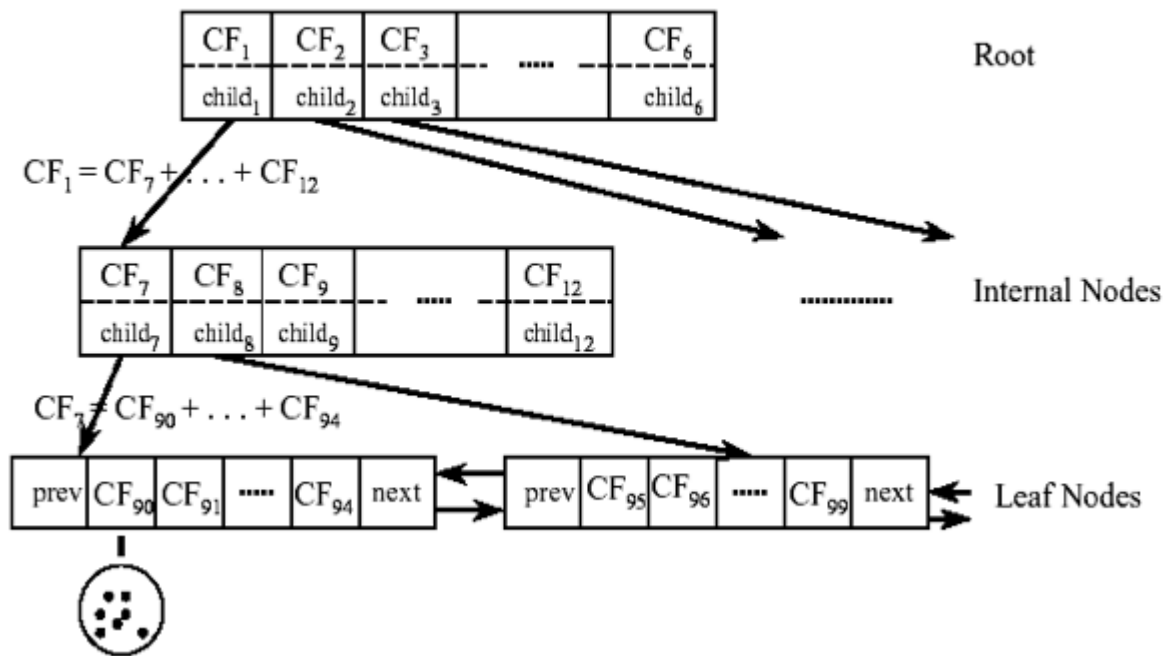 CF₁ CF₂ CF₃ ..... CF₆ Root
child₁ child₂ child₃ child₆
CF₁ = CF₇ + . . . + CF₁₂
CF₇ CF₈ CF₉ ..... CF₁₂ Internal Nodes
child₇ child₈ child₉ child₁₂
CF₇ = CF₉₀ + . . . + CF₉₄
prev CF₉₀ CF₉₁ ..... CF₉₄ next prev CF₉₅ CF₉₆ ..... CF₉₉ next Leaf Nodes